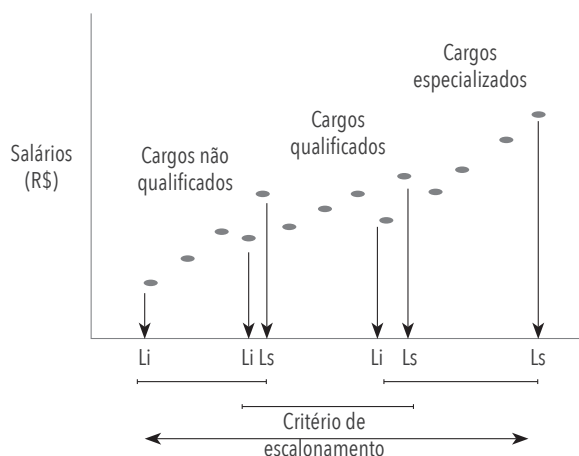 Cargos
especializados
Cargos
qualificados
Salários
(R$)
Cargos não
qualificados
Li
Li
Ls
Li
Ls
Ls
Critério de
escalonamento